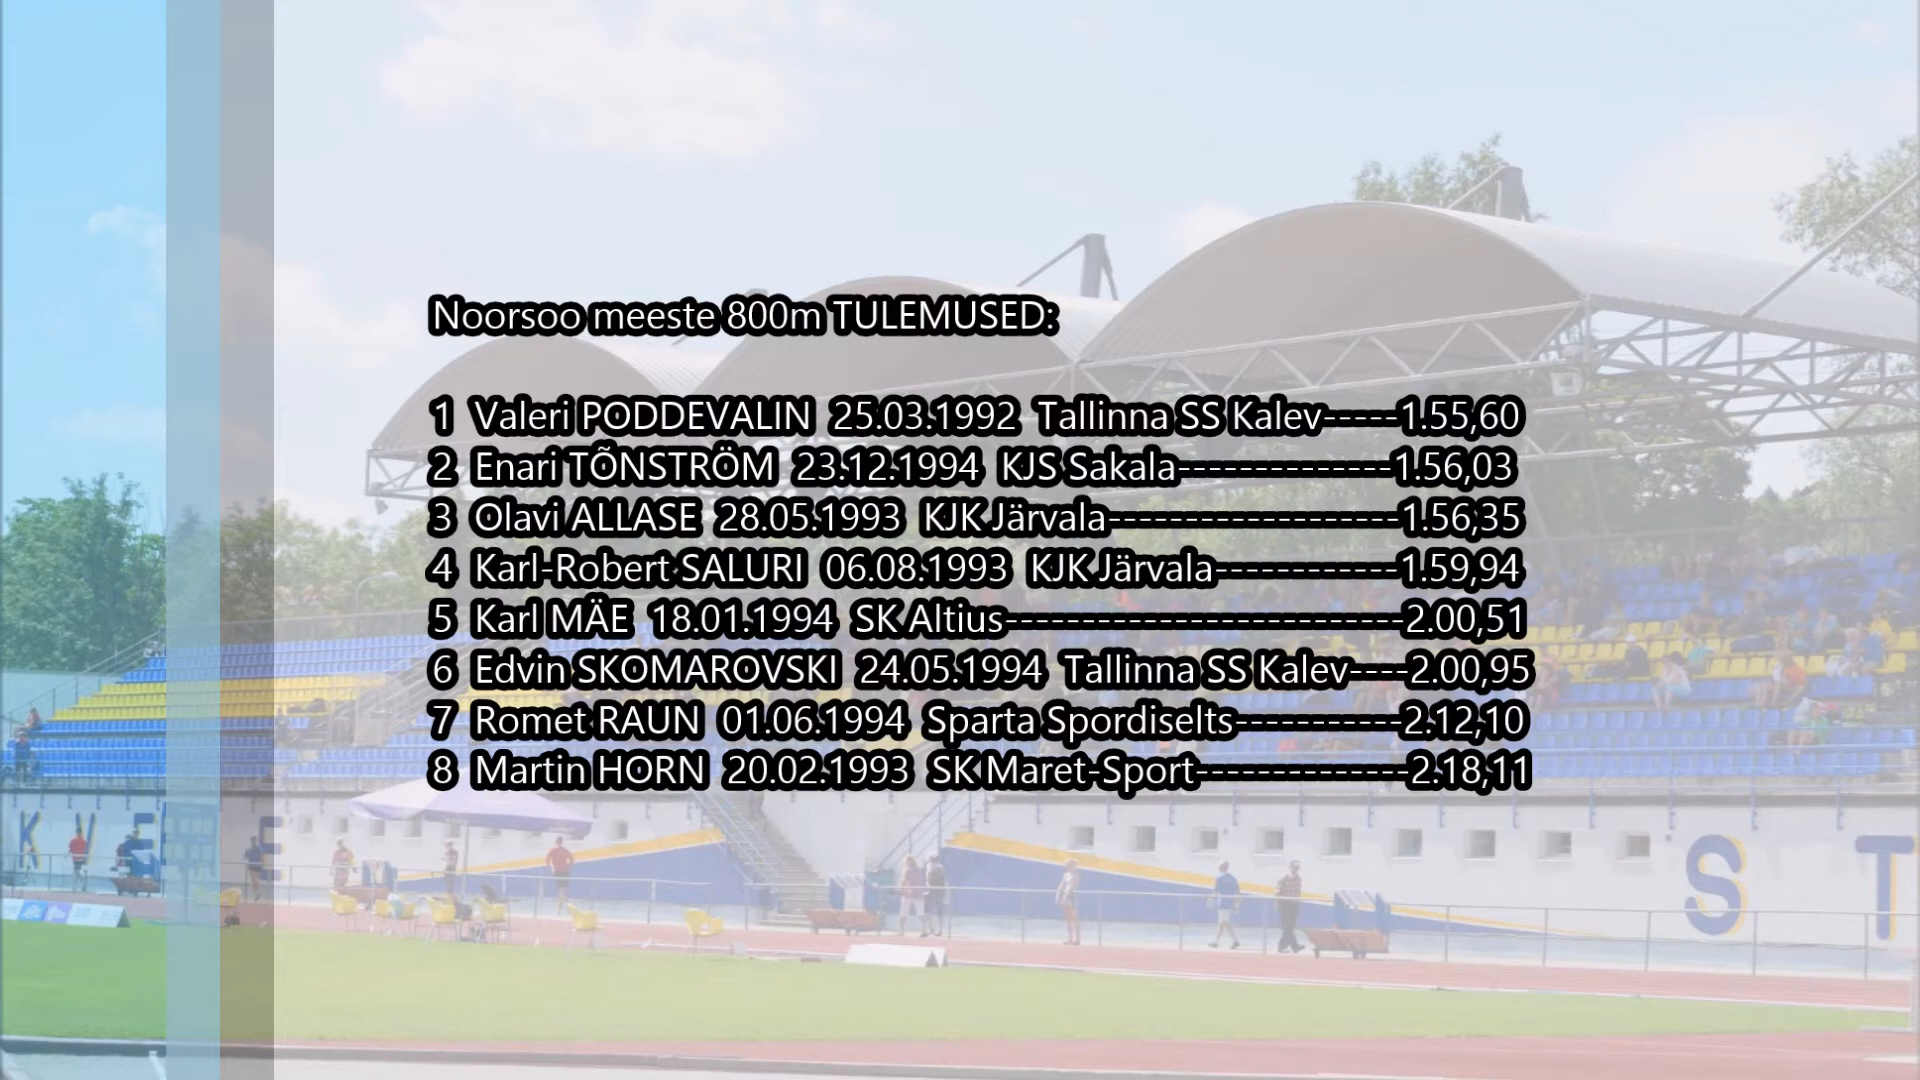 Noorsoo meeste 800m TULEMUSED:
1 Valeri PODDEVALIN 25.03.1992 Tallinna SS Kalev-----1.55,60
2 Enari TÕNSTRÖM 23.12.1994 KJS Sakala--------------1.56,03
3 Olavi ALLASE 28.05.1993 KJK Järvala-------------------1.56,35
4 Karl-Robert SALURI 06.08.1993 KJK Järvala------------1.59,94
5 Karl MÄE 18.01.1994 SK Altius--------------------------2.00,51
6 Edvin SKOMAROVSKI 24.05.1994 Tallinna SS Kalev----2.00,95
7 Romet RAUN 01.06.1994 Sparta Spordiselts-----------2.12,10
8 Martin HORN 20.02.1993 SK Maret-Sport--------------2.18,11
K V E
S T